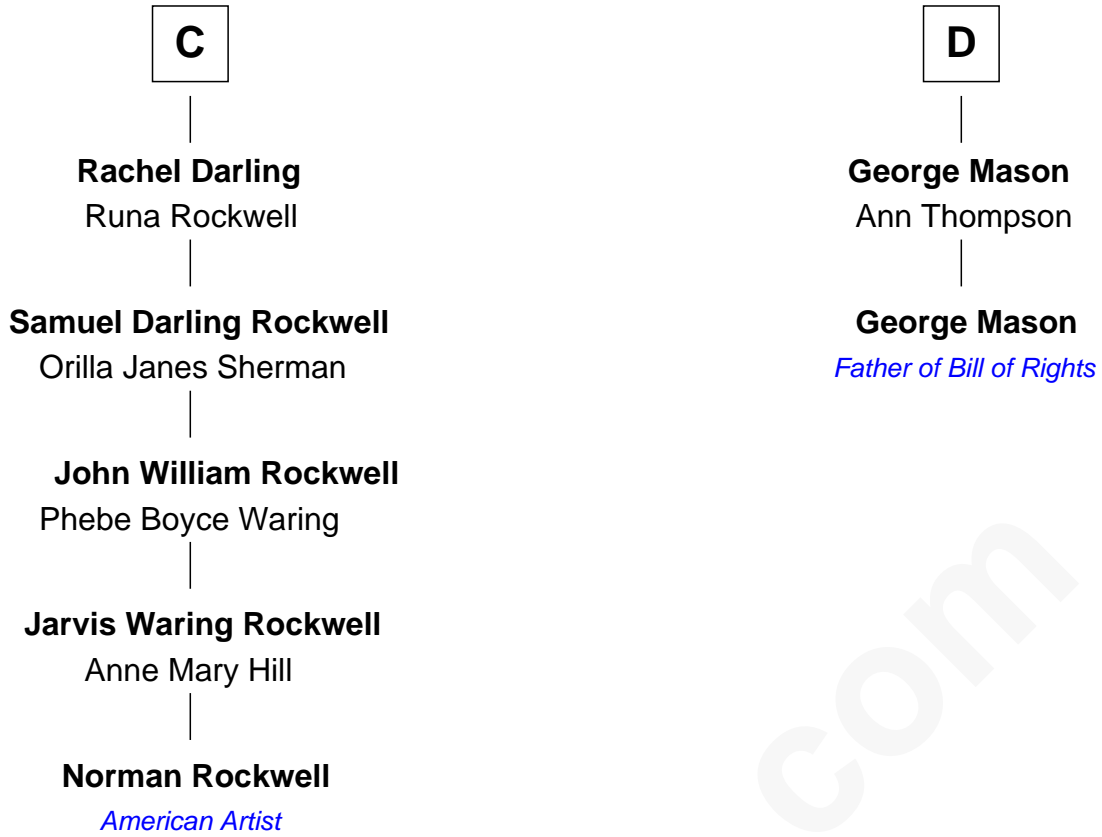 C
Rachel Darling
Runa Rockwell
Samuel Darling Rockwell
Orilla Janes Sherman
John William Rockwell
Phebe Boyce Waring
Jarvis Waring Rockwell
Anne Mary Hill
Norman Rockwell
American Artist
D
George Mason
Ann Thompson
George Mason
Father of Bill of Rights
com